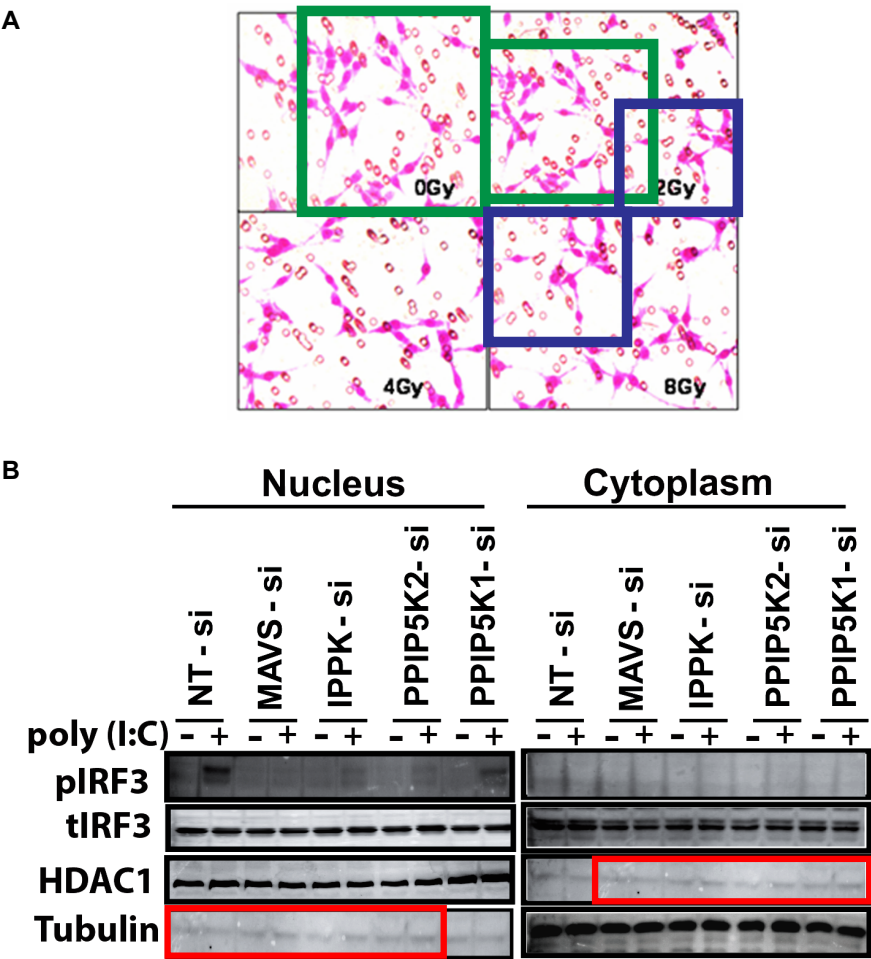 A
0Gy
2Gy
4Gy
8Gy
B
Nucleus
Cytoplasm
NT - si
MAVS - si
IPPK - si
PPIP5K2- si
PPIP5K1- si
NT - si
MAVS - si
IPPK - si
PPIP5K2- si
PPIP5K1- si
poly (I:C) - + - + - + - + - + - + - + - + - + - +
pIRF3
tIRF3
HDAC1
Tubulin